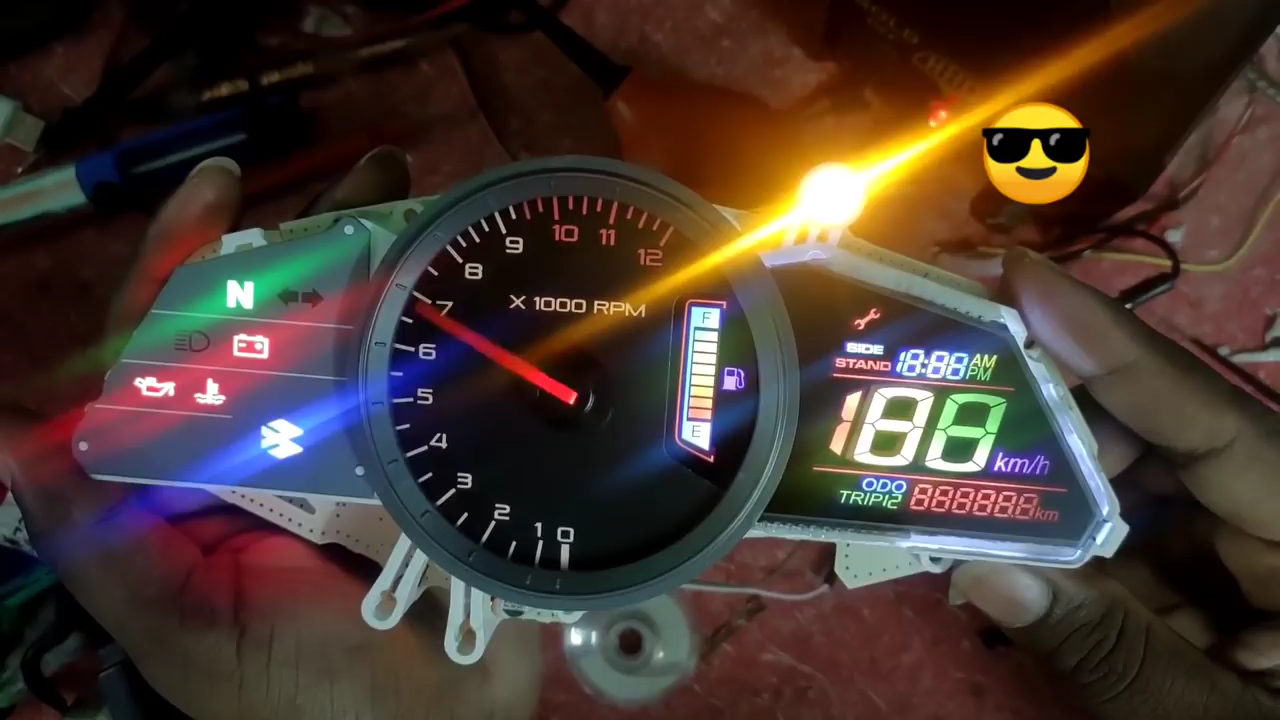 N
X 1000 RPM
0
1
2
3
4
5
6
7
8
9
10
11
12
F
E
SIDE
STAND
18:88 AM
PM
188 km/h
ODO
TRIP12
888888 km